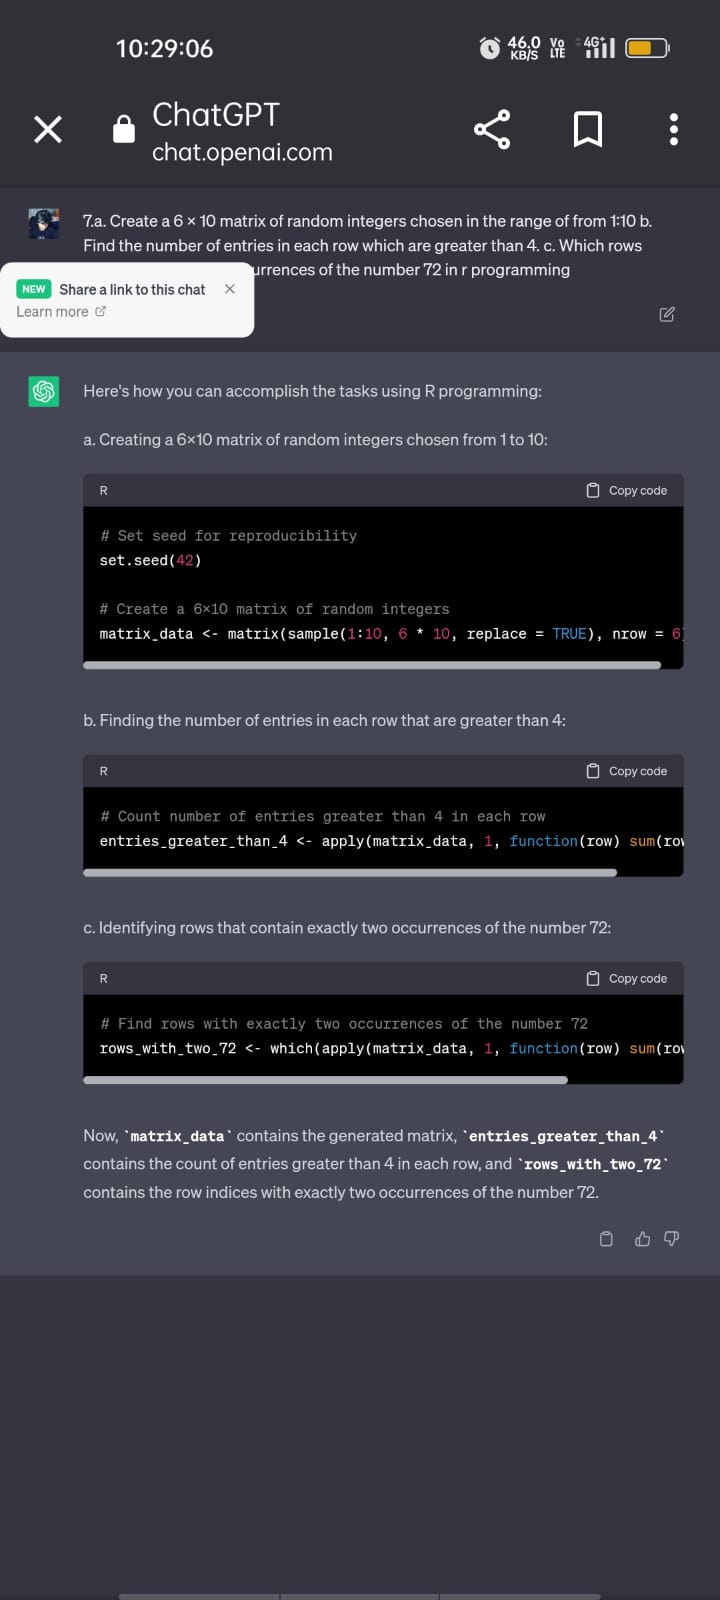 10:29:06
46.0 KB/S Vo LTE 4G+
ChatGPT
chat.openai.com
7.a. Create a 6 × 10 matrix of random integers chosen in the range of from 1:10 b.
Find the number of entries in each row which are greater than 4. c. Which rows
urrences of the number 72 in r programming
NEW Share a link to this chat
Learn more
Here's how you can accomplish the tasks using R programming:
a. Creating a 6×10 matrix of random integers chosen from 1 to 10:
R Copy code
# Set seed for reproducibility
set.seed(42)
# Create a 6×10 matrix of random integers
matrix_data <- matrix(sample(1:10, 6 * 10, replace = TRUE), nrow = 6
b. Finding the number of entries in each row that are greater than 4:
R Copy code
# Count number of entries greater than 4 in each row
entries_greater_than_4 <- apply(matrix_data, 1, function(row) sum(row
c. Identifying rows that contain exactly two occurrences of the number 72:
R Copy code
# Find rows with exactly two occurrences of the number 72
rows_with_two_72 <- which(apply(matrix_data, 1, function(row) sum(row
Now, `matrix_data` contains the generated matrix, `entries_greater_than_4`
contains the count of entries greater than 4 in each row, and `rows_with_two_72`
contains the row indices with exactly two occurrences of the number 72.